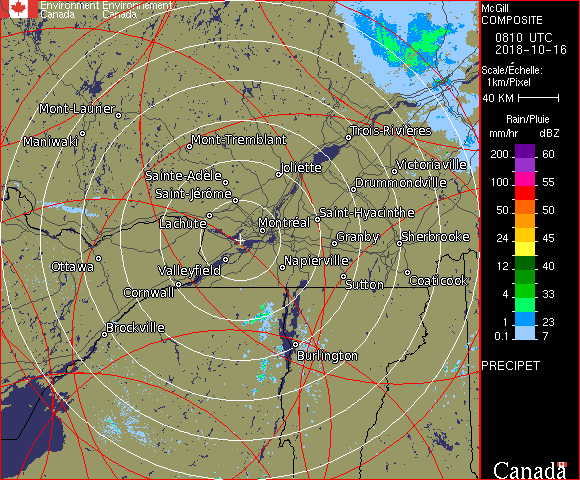 Environment Environnement
Canada Canada
McGill
COMPOSITE
0810 UTC
2018-10-16
Scale/Échelle:
1km/Pixel
40 KM
Rain/Pluie
mm/hr dBZ
200 60
155 55
100 55
50 50
24 45
12 40
4 33
1 23
0.1 7
PRECIPET
Canada
Mont-Laurier
Maniwaki
Mont-Tremblant
Trois-Rivières
Sainte-Adèle
Joliette
Victoriaville
Saint-Jérôme
Drummondville
Lachute
Montréal
Saint-Hyacinthe
Granby
Sherbrooke
Ottawa
Valleyfield
Napierville
Cornwall
Sutton
Coaticook
Brockville
Burlington